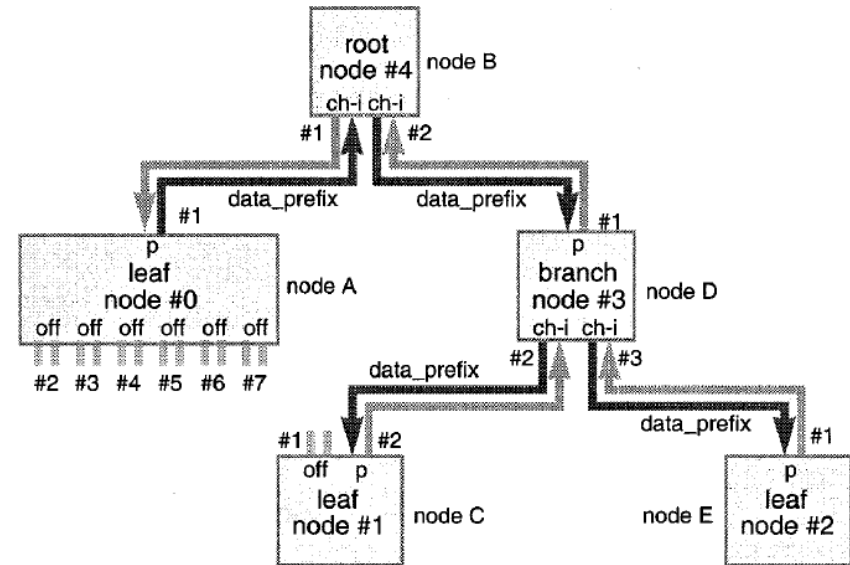 root
node #4
node B
ch-i ch-i
#1
#2
data_prefix
data_prefix
#1
#1
p
leaf
node #0
node A
off off off off off off
#2 #3 #4 #5 #6 #7
p
branch
node #3
node D
ch-i ch-i
#2
#3
data_prefix
data_prefix
#1
#2
#1
off p
leaf
node #1
node C
node E
p
leaf
node #2